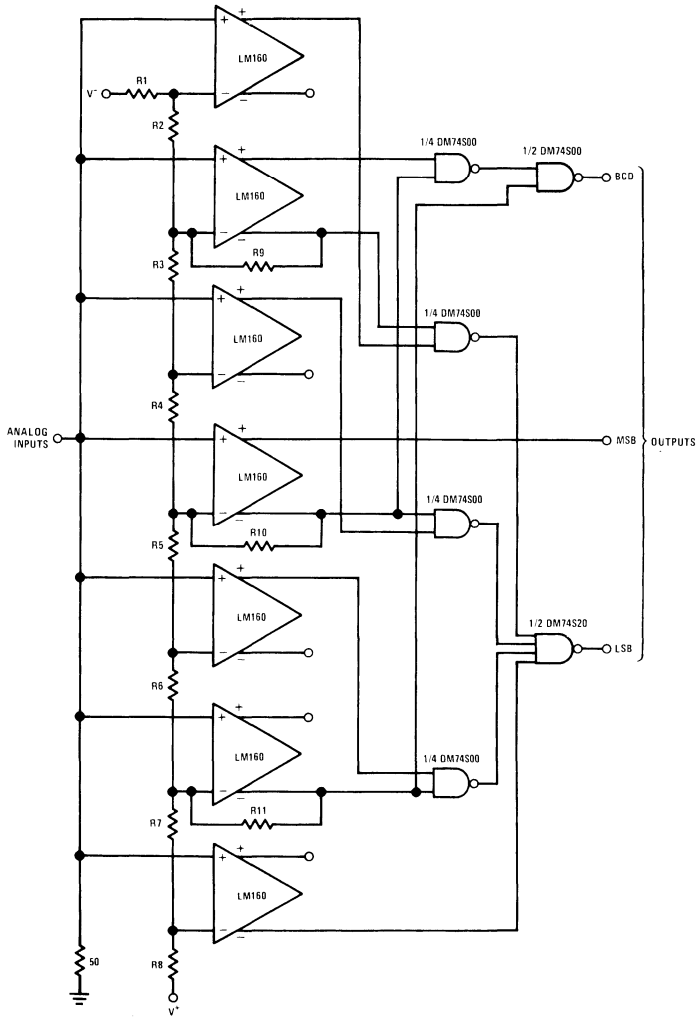 +
+
LM160
R1
V⁻
−
−
R2
1/4 DM74S00
1/2 DM74S00
+
+
LM160
BCD
−
−
R9
R3
+
+
1/4 DM74S00
LM160
−
−
R4
ANALOG
INPUTS
+
+
MSB
OUTPUTS
LM160
1/4 DM74S00
−
−
R10
R5
+
+
LM160
1/2 DM74S20
LSB
−
−
R6
+
+
LM160
1/4 DM74S00
−
−
R11
R7
+
+
LM160
−
−
50
R8
V⁺